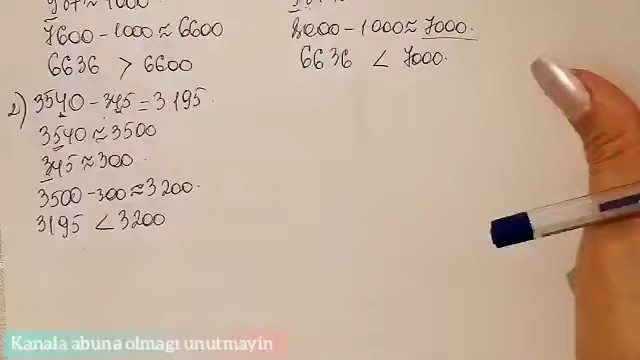 7600 - 1000 ≈ 6600
6636 > 6600
8000 - 1000 ≈ 7000.
6636 < 7000.
2) 3540 - 345 = 3195.
3540 ≈ 3500
345 ≈ 300.
3500 - 300 ≈ 3200.
3195 < 3200
Kanala abunə olmağı unutmayin